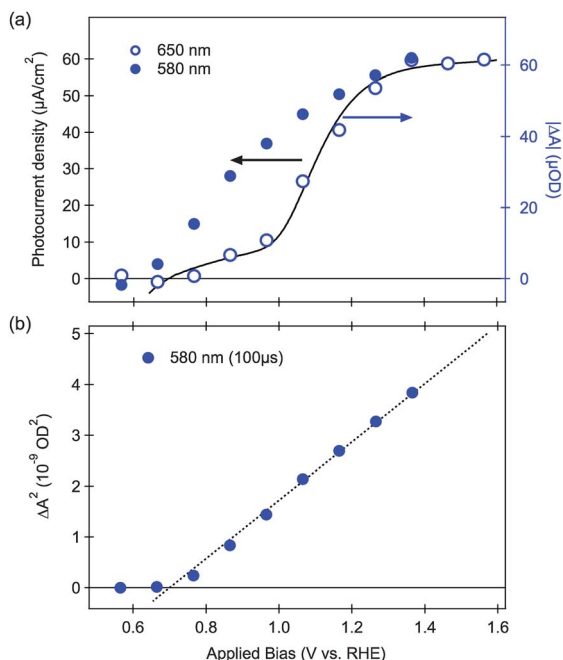 (a)
650 nm
580 nm
Photocurrent density (µA/cm²)
60
50
40
30
20
10
0
60
40
20
0
|ΔA| (µOD)
(b)
580 nm (100µs)
ΔA² (10⁻⁹ OD²)
5
4
3
2
1
0
0.6 0.8 1.0 1.2 1.4 1.6
Applied Bias (V vs. RHE)